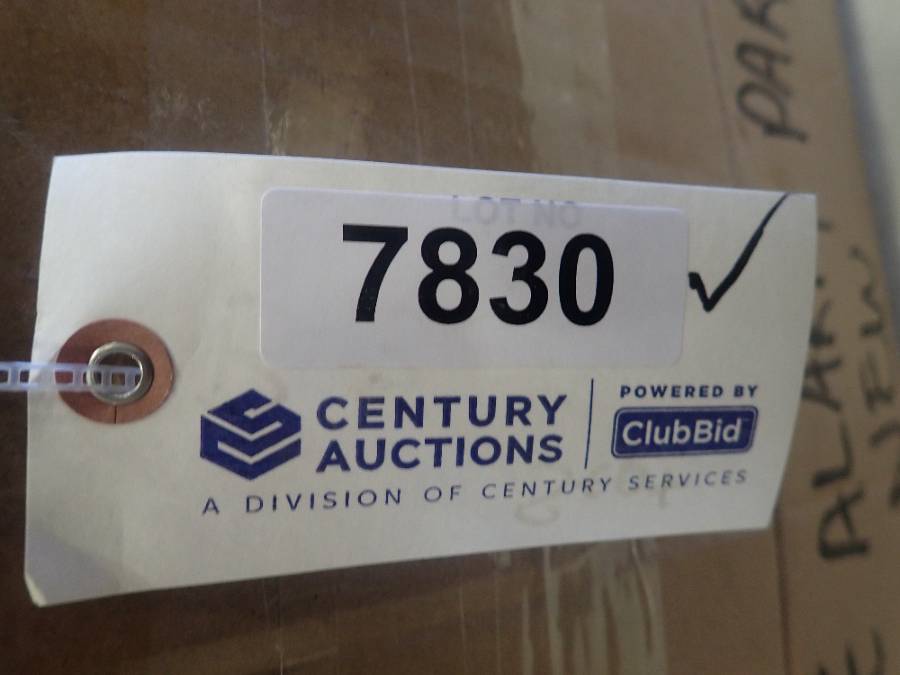 LOT NO
7830
CENTURY
AUCTIONS
POWERED BY
ClubBid
A DIVISION OF CENTURY SERVICES